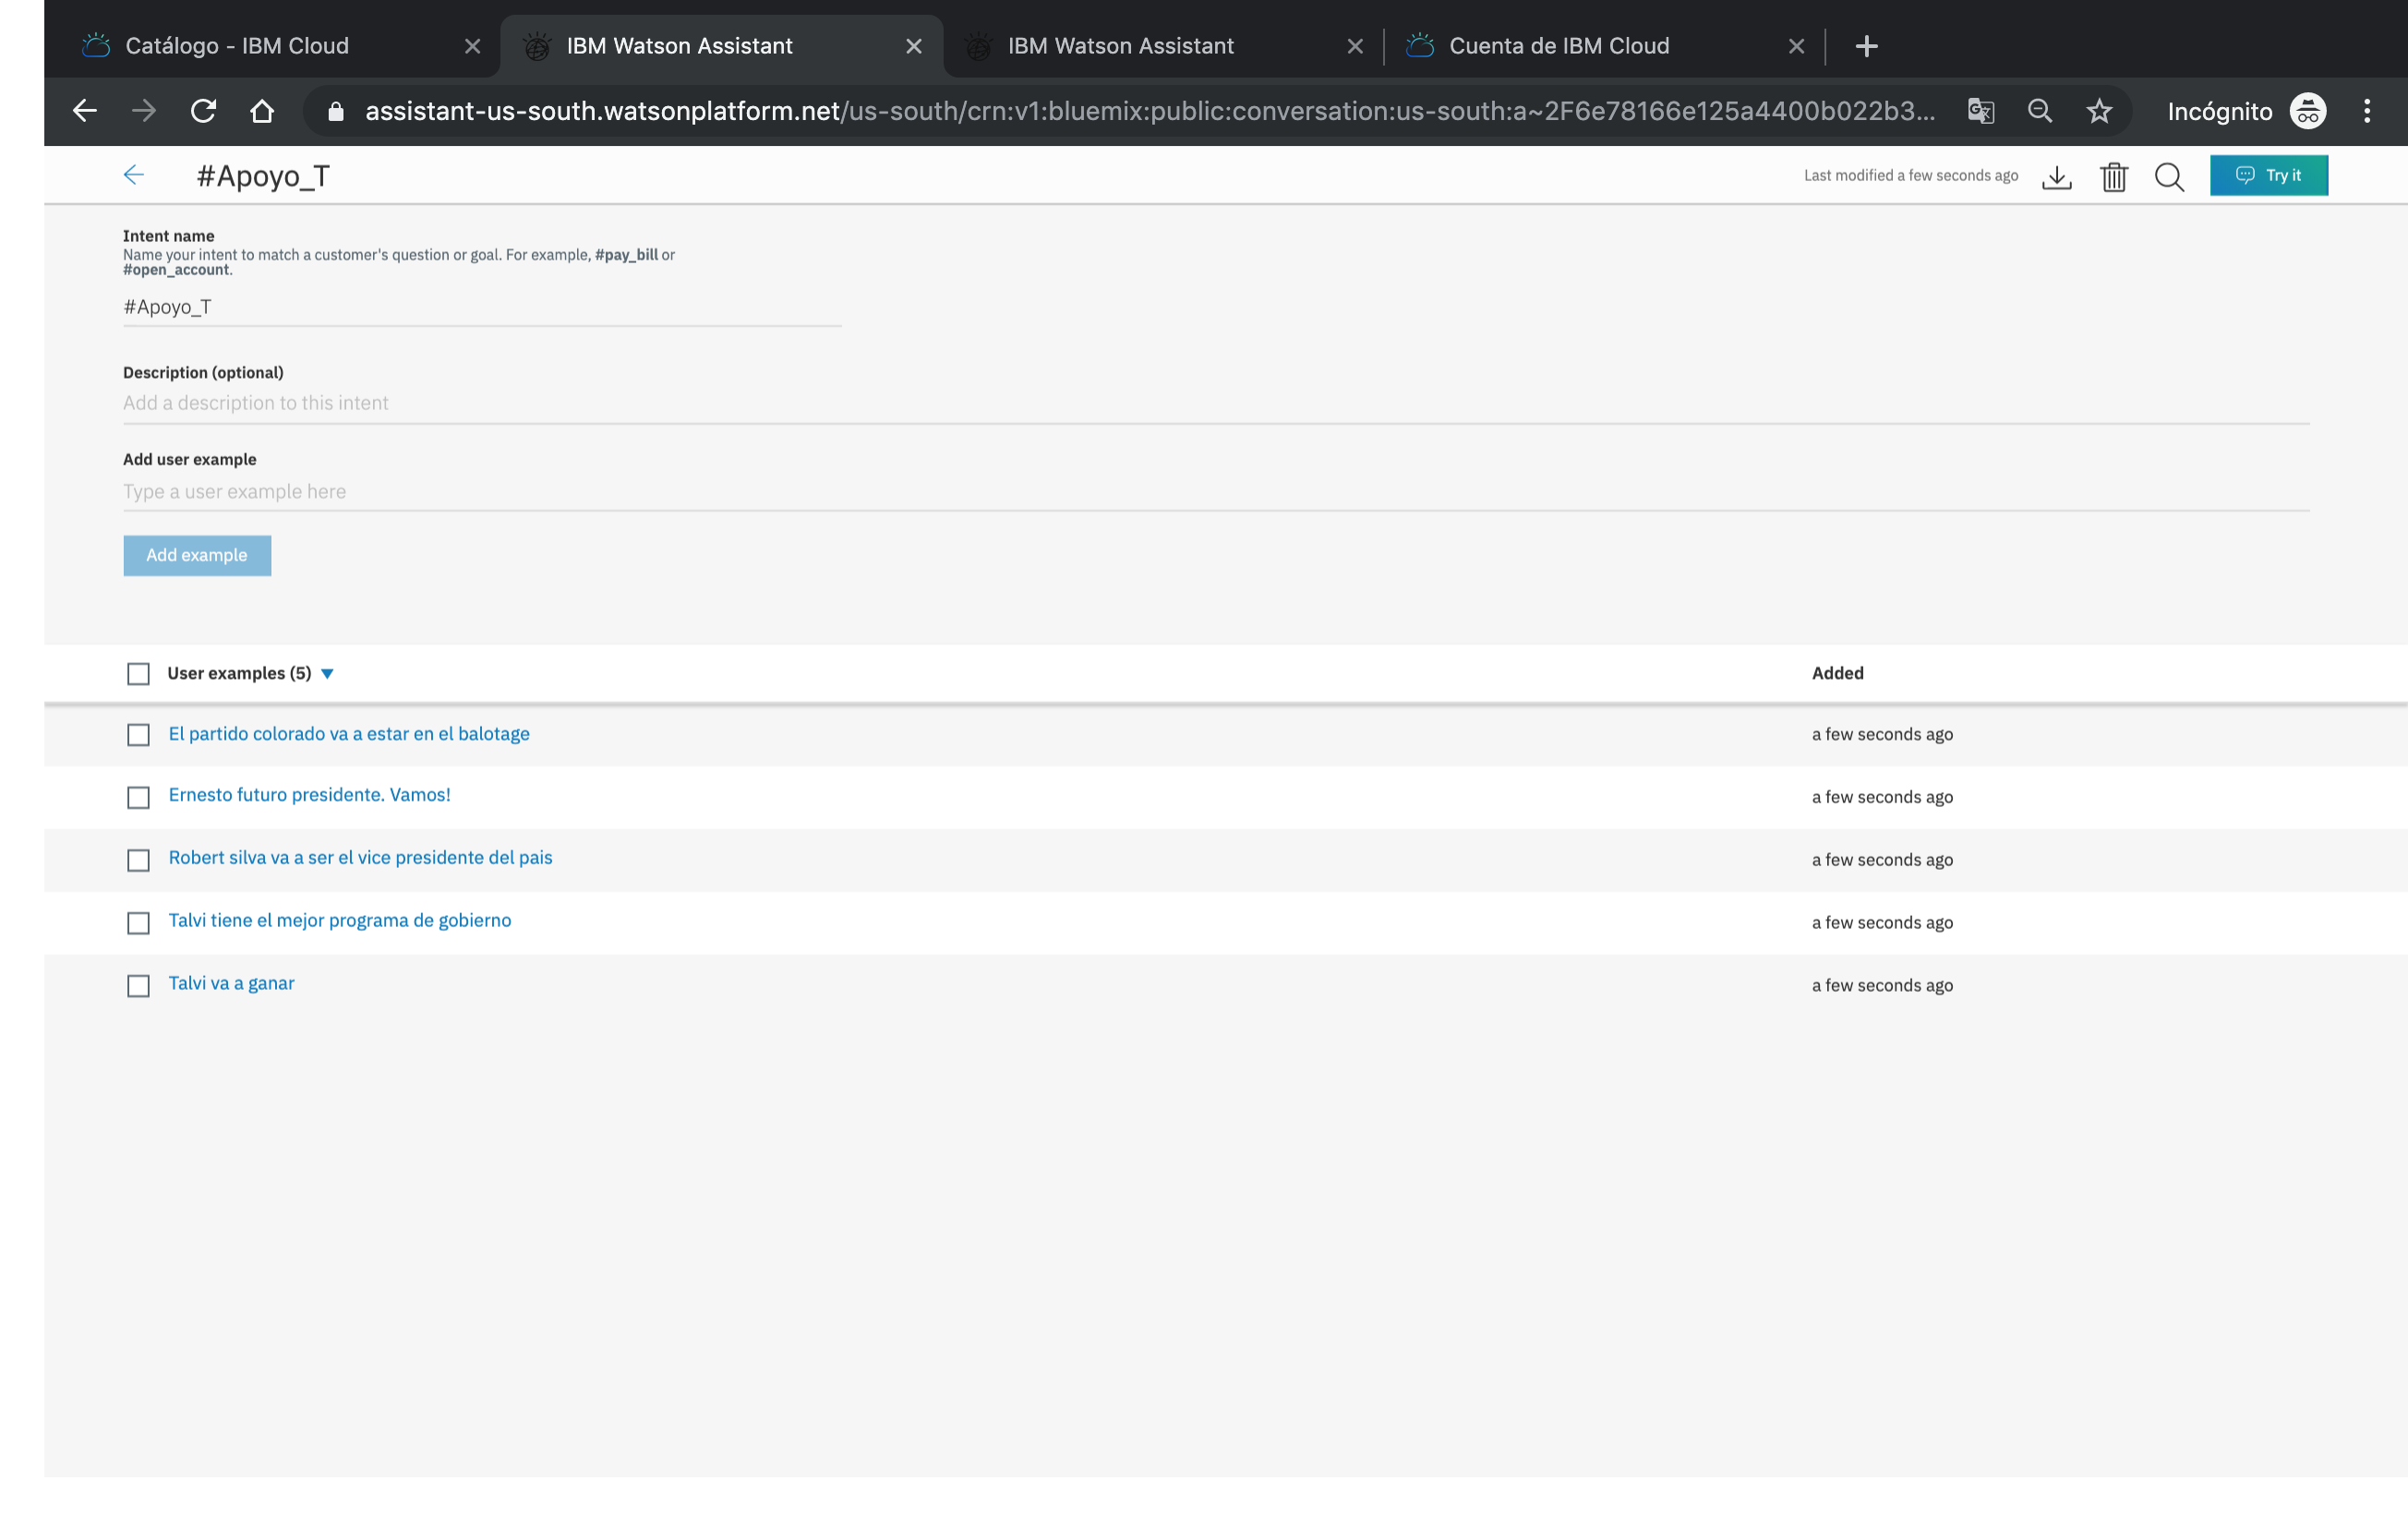 Catálogo - IBM Cloud
IBM Watson Assistant
IBM Watson Assistant
Cuenta de IBM Cloud
assistant-us-south.watsonplatform.net/us-south/crn:v1:bluemix:public:conversation:us-south:a~2F6e78166e125a4400b022b3...
Incógnito
#Apoyo_T
Last modified a few seconds ago
Try it
Intent name
Name your intent to match a customer's question or goal. For example, #pay_bill or
#open_account.
#Apoyo_T
Description (optional)
Add a description to this intent
Add user example
Type a user example here
Add example
User examples (5) Added
El partido colorado va a estar en el balotage a few seconds ago
Ernesto futuro presidente. Vamos! a few seconds ago
Robert silva va a ser el vice presidente del pais a few seconds ago
Talvi tiene el mejor programa de gobierno a few seconds ago
Talvi va a ganar a few seconds ago